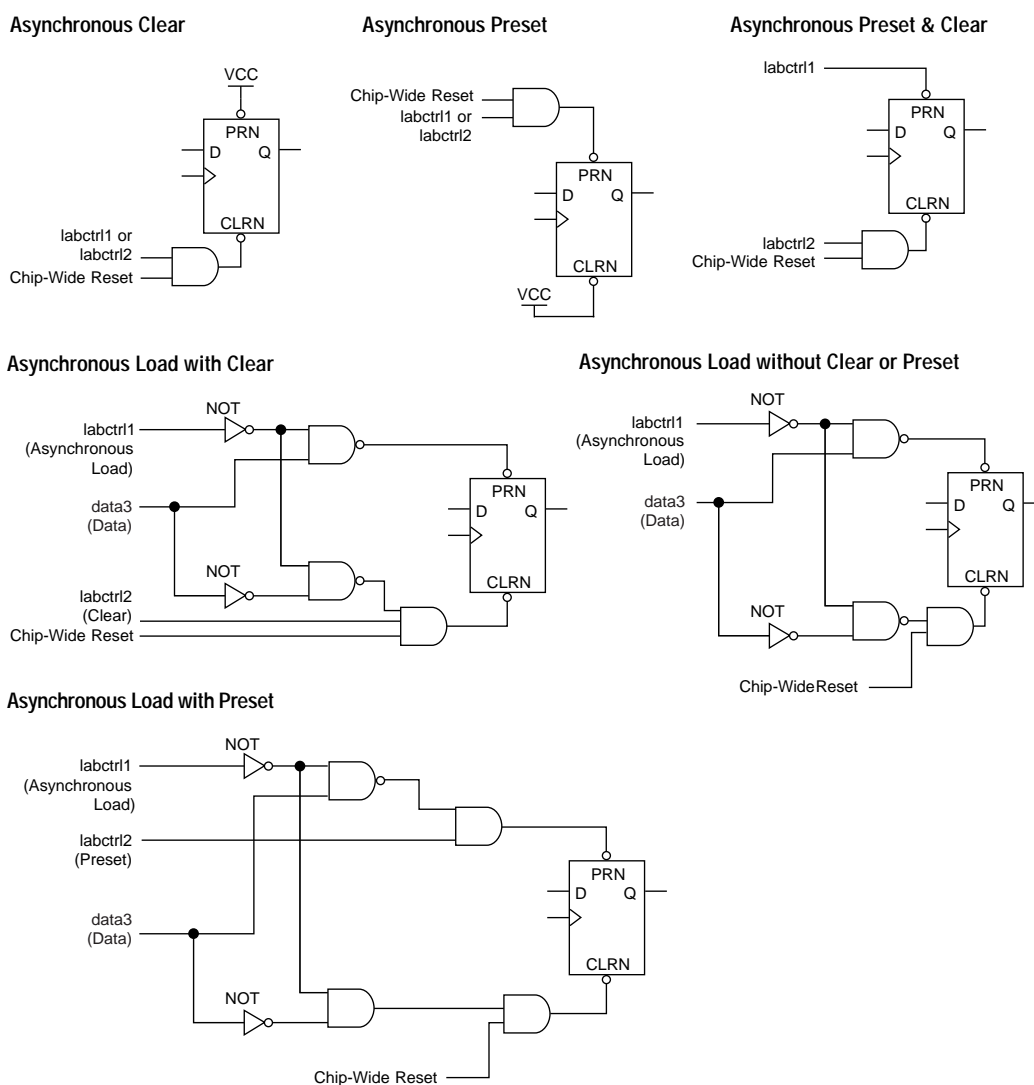 Asynchronous Clear
VCC
PRN
D Q
CLRN
labctrl1 or
labctrl2
Chip-Wide Reset
Asynchronous Preset
Chip-Wide Reset
labctrl1 or
labctrl2
PRN
D Q
CLRN
VCC
Asynchronous Preset & Clear
labctrl1
PRN
D Q
CLRN
labctrl2
Chip-Wide Reset
Asynchronous Load with Clear
NOT
labctrl1
(Asynchronous
Load)
PRN
D Q
data3
(Data)
CLRN
NOT
labctrl2
(Clear)
Chip-Wide Reset
Asynchronous Load without Clear or Preset
NOT
labctrl1
(Asynchronous
Load)
PRN
D Q
data3
(Data)
CLRN
NOT
Chip-WideReset
Asynchronous Load with Preset
NOT
labctrl1
(Asynchronous
Load)
labctrl2
(Preset)
PRN
D Q
data3
(Data)
CLRN
NOT
Chip-Wide Reset